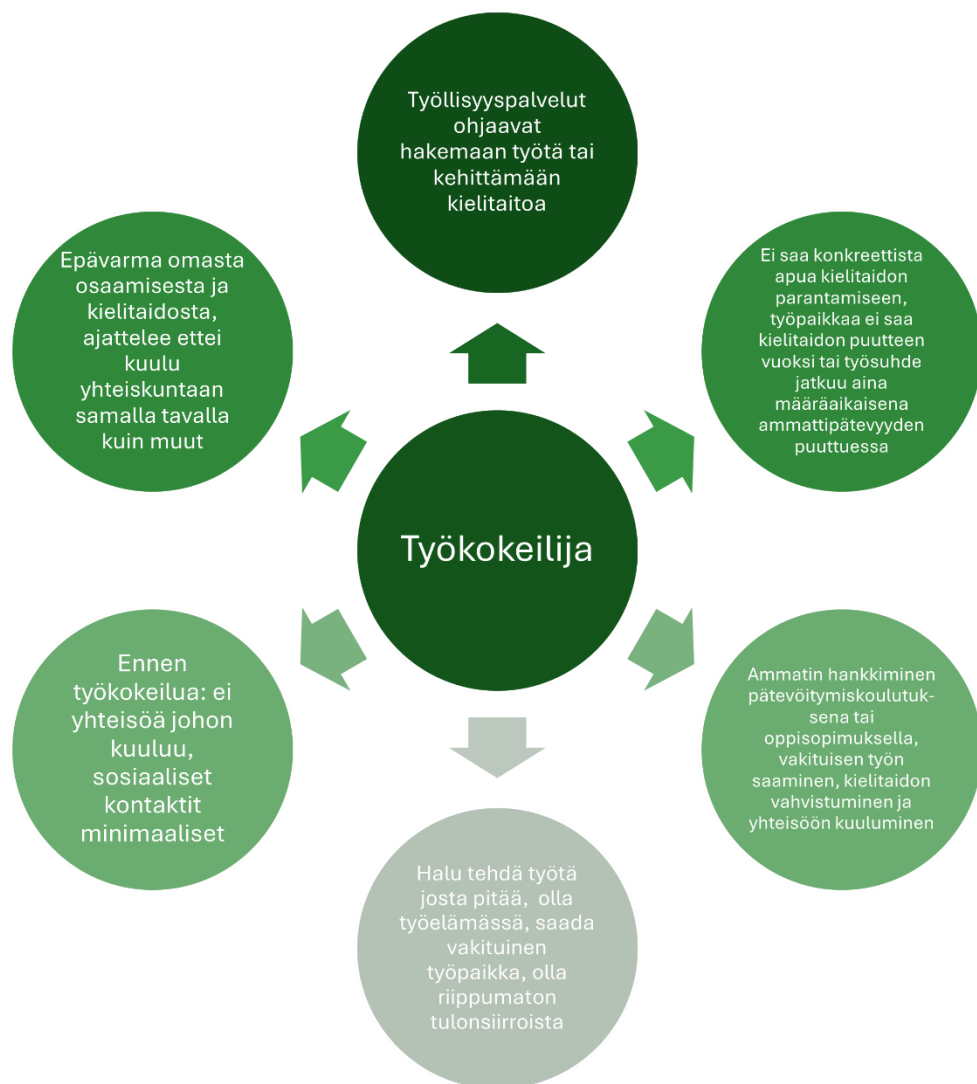 Työllisyyspalvelut
ohjaavat
hakemaan työtä tai
kehittämään
kielitaitoa
Epävarma omasta
osaamisesta ja
kielitaidosta,
ajattelee ettei
kuulu
yhteiskuntaan
samalla tavalla
kuin muut
Ei saa konkreettista
apua kielitaidon
parantamiseen,
työpaikkaa ei saa
kielitaidon puutteen
vuoksi tai työsuhde
jatkuu aina
määräaikaisena
ammattipätevyyden
puuttuessa
Työkokeilija
Ennen
työkokeilua: ei
yhteisöä johon
kuuluu,
sosiaaliset
kontaktit
minimaaliset
Ammatin hankkiminen
pätevöitymiskoulutuk-
sena tai
oppisopimuksella,
vakituisen työn
saaminen, kielitaidon
vahvistuminen ja
yhteisöön kuuluminen
Halu tehdä työtä
josta pitää, olla
työelämässä, saada
vakituinen
työpaikka, olla
riippumaton
tulonsiirroista